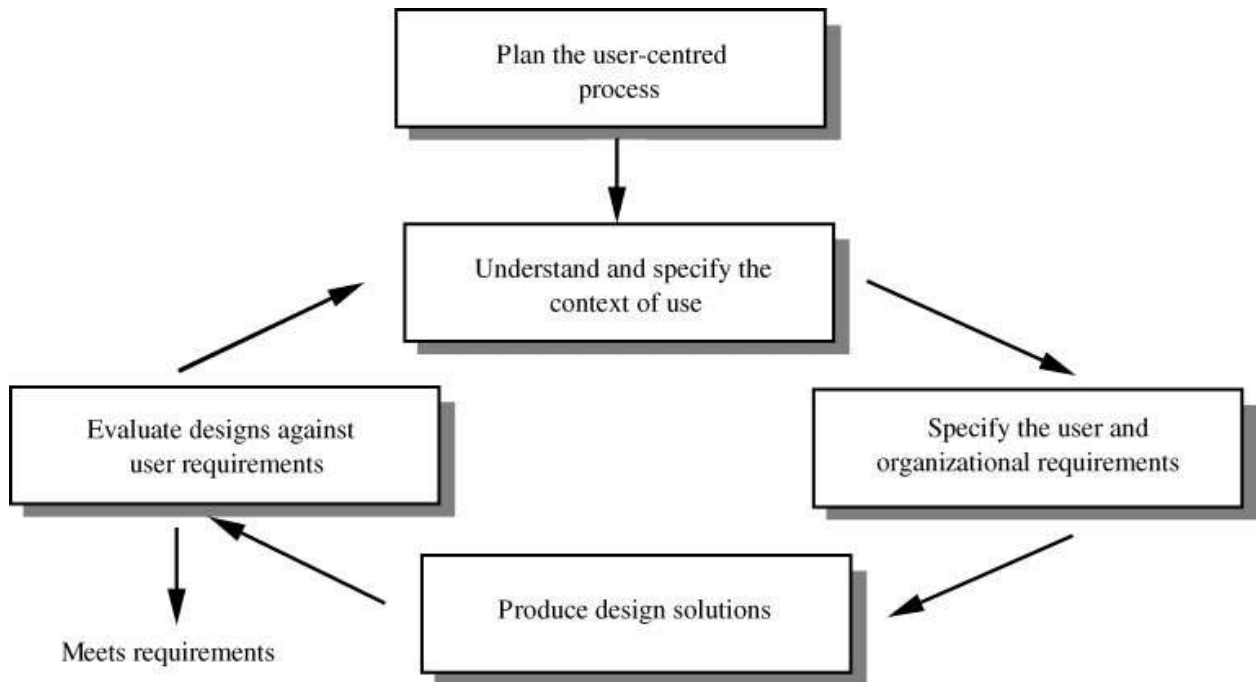 Plan the user-centred
process
Understand and specify the
context of use
Evaluate designs against
user requirements
Specify the user and
organizational requirements
Produce design solutions
Meets requirements